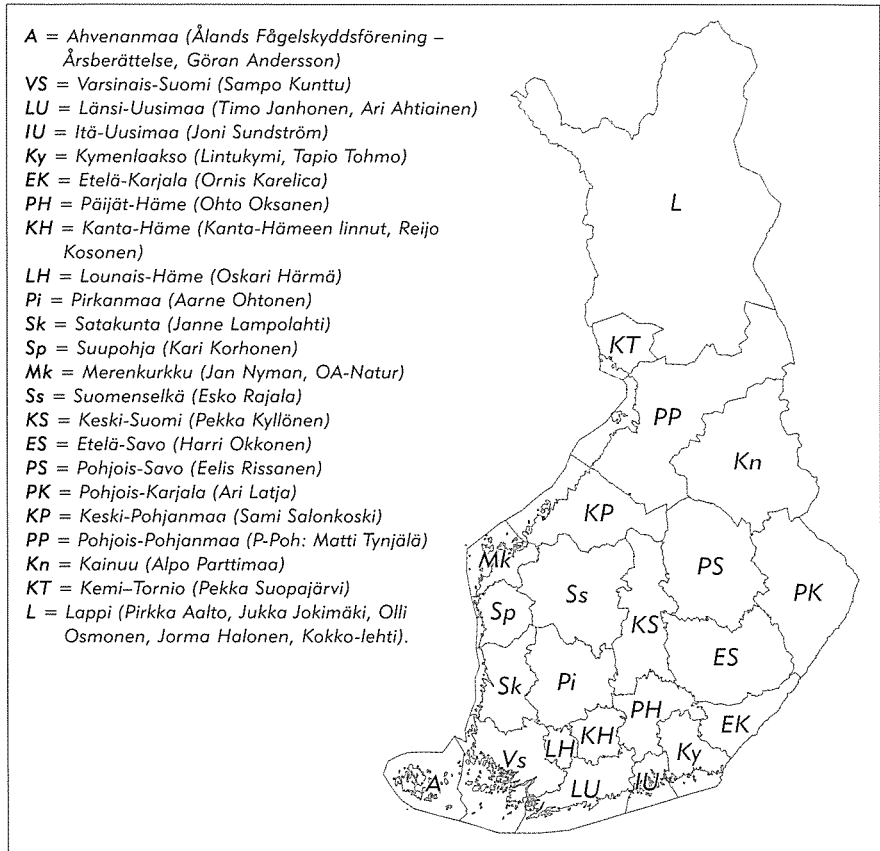 A = Ahvenanmaa (Ålands Fågelskyddsförening –
Årsberättelse, Göran Andersson)
VS = Varsinais-Suomi (Sampo Kunttu)
LU = Länsi-Uusimaa (Timo Janhonen, Ari Ahtiainen)
IU = Itä-Uusimaa (Joni Sundström)
Ky = Kymenlaakso (Lintukymi, Tapio Tohmo)
EK = Etelä-Karjala (Ornis Karelica)
PH = Päijät-Häme (Ohto Oksanen)
KH = Kanta-Häme (Kanta-Hämeen linnut, Reijo
Kosonen)
LH = Lounais-Häme (Oskari Härmä)
Pi = Pirkanmaa (Aarne Ohtonen)
Sk = Satakunta (Janne Lampolahti)
Sp = Suupohja (Kari Korhonen)
Mk = Merenkurkku (Jan Nyman, OA-Natur)
Ss = Suomenselkä (Esko Rajala)
KS = Keski-Suomi (Pekka Kyllönen)
ES = Etelä-Savo (Harri Okkonen)
PS = Pohjois-Savo (Eelis Rissanen)
PK = Pohjois-Karjala (Ari Latja)
KP = Keski-Pohjanmaa (Sami Salonkoski)
PP = Pohjois-Pohjanmaa (P-Poh: Matti Tynjälä)
Kn = Kainuu (Alpo Parttimaa)
KT = Kemi–Tornio (Pekka Suopajärvi)
L = Lappi (Pirkka Aalto, Jukka Jokimäki, Olli
Osmonen, Jorma Halonen, Kokko-lehti).
L
KT
PP
Kn
KP
Mk
PS
PK
Ss
Sp
KS
ES
Sk
Pi
PH
EK
KH
LH
Ky
Vs
A
LU
IU